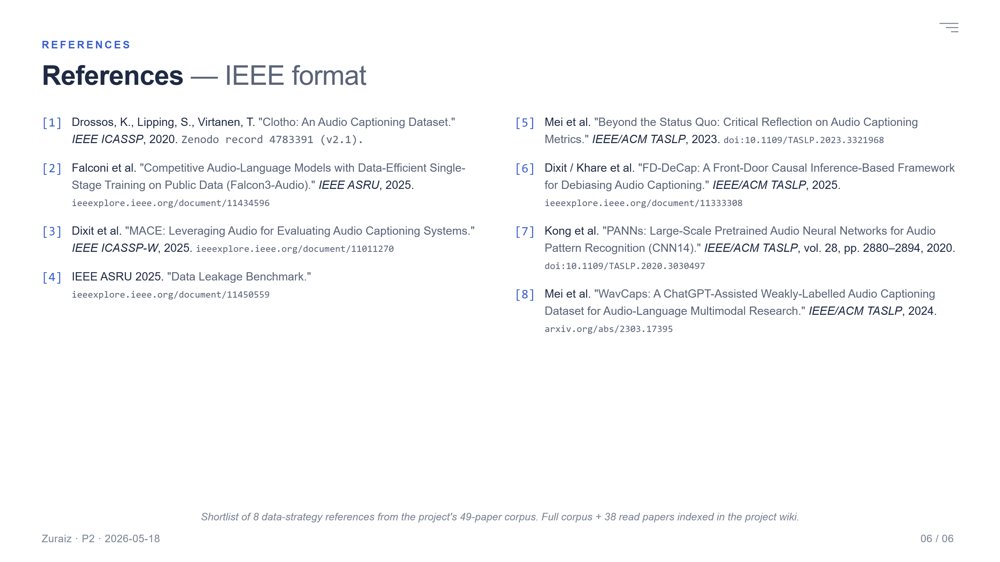 REFERENCES
References — IEEE format
[1] Drossos, K., Lipping, S., Virtanen, T. "Clotho: An Audio Captioning Dataset."
IEEE ICASSP, 2020. Zenodo record 4783391 (v2.1).
[2] Falconi et al. "Competitive Audio-Language Models with Data-Efficient Single-
Stage Training on Public Data (Falcon3-Audio)." IEEE ASRU, 2025.
ieeexplore.ieee.org/document/11434596
[3] Dixit et al. "MACE: Leveraging Audio for Evaluating Audio Captioning Systems."
IEEE ICASSP-W, 2025. ieeexplore.ieee.org/document/11011270
[4] IEEE ASRU 2025. "Data Leakage Benchmark."
ieeexplore.ieee.org/document/11450559
[5] Mei et al. "Beyond the Status Quo: Critical Reflection on Audio Captioning
Metrics." IEEE/ACM TASLP, 2023. doi:10.1109/TASLP.2023.3321968
[6] Dixit / Khare et al. "FD-DeCap: A Front-Door Causal Inference-Based Framework
for Debiasing Audio Captioning." IEEE/ACM TASLP, 2025.
ieeexplore.ieee.org/document/11333308
[7] Kong et al. "PANNs: Large-Scale Pretrained Audio Neural Networks for Audio
Pattern Recognition (CNN14)." IEEE/ACM TASLP, vol. 28, pp. 2880–2894, 2020.
doi:10.1109/TASLP.2020.3030497
[8] Mei et al. "WavCaps: A ChatGPT-Assisted Weakly-Labelled Audio Captioning
Dataset for Audio-Language Multimodal Research." IEEE/ACM TASLP, 2024.
arxiv.org/abs/2303.17395
Shortlist of 8 data-strategy references from the project's 49-paper corpus. Full corpus + 38 read papers indexed in the project wiki.
Zuraiz · P2 · 2026-05-18
06 / 06